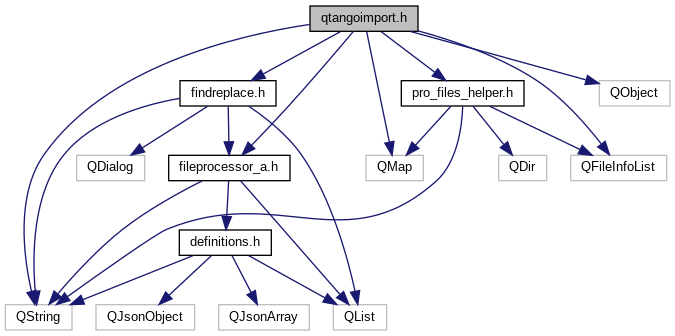 qtangoimport.h
findreplace.h
pro_files_helper.h
QObject
QDialog
fileprocessor_a.h
QMap
QDir
QFileInfoList
definitions.h
QString
QJsonObject
QJsonArray
QList